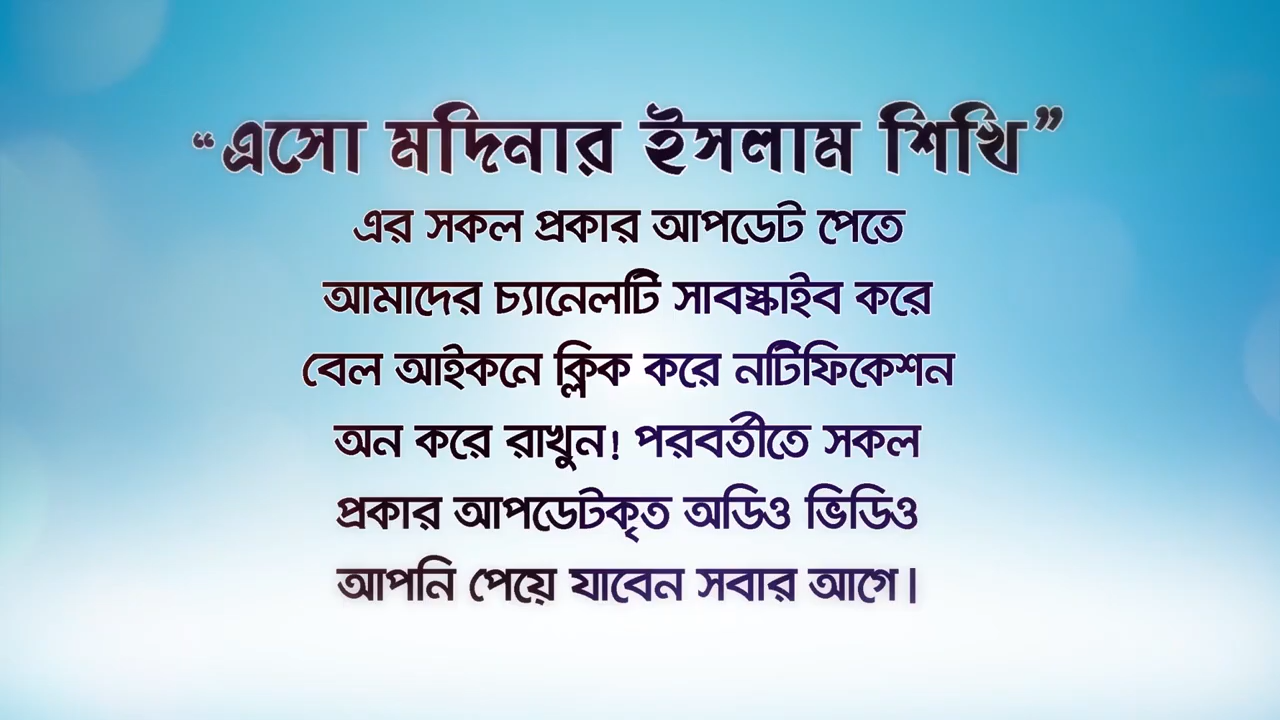 “এসো মদিনার ইসলাম শিখি”
এর সকল প্রকার আপডেট পেতে
আমাদের চ্যানেলটি সাবস্ক্রাইব করে
বেল আইকনে ক্লিক করে নটিফিকেশন
অন করে রাখুন! পরবর্তীতে সকল
প্রকার আপডেটকৃত অডিও ভিডিও
আপনি পেয়ে যাবেন সবার আগে।